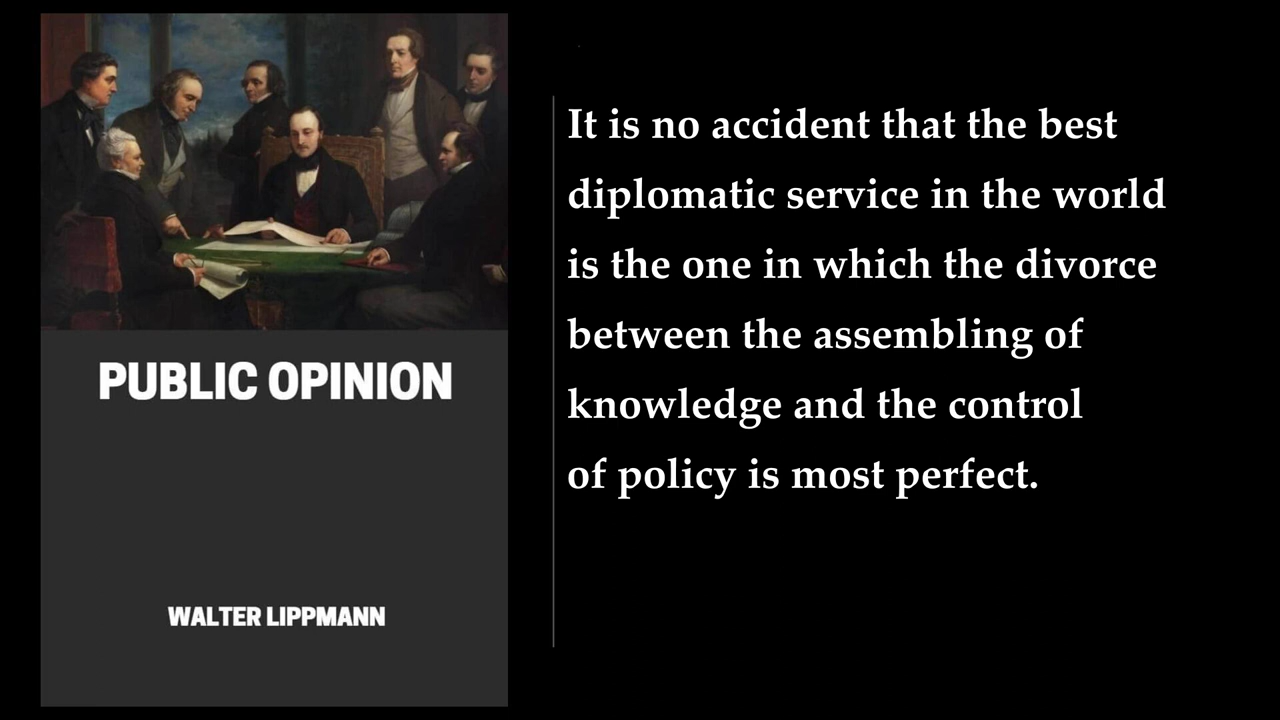 PUBLIC OPINION
WALTER LIPPMANN
It is no accident that the best
diplomatic service in the world
is the one in which the divorce
between the assembling of
knowledge and the control
of policy is most perfect.